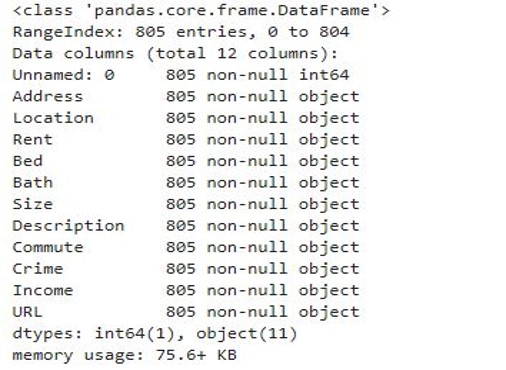 <class 'pandas.core.frame.DataFrame'>
RangeIndex: 805 entries, 0 to 804
Data columns (total 12 columns):
Unnamed: 0     805 non-null int64
Address        805 non-null object
Location       805 non-null object
Rent           805 non-null object
Bed            805 non-null object
Bath           805 non-null object
Size           805 non-null object
Description    805 non-null object
Commute        805 non-null object
Crime          805 non-null object
Income         805 non-null object
URL            805 non-null object
dtypes: int64(1), object(11)
memory usage: 75.6+ KB